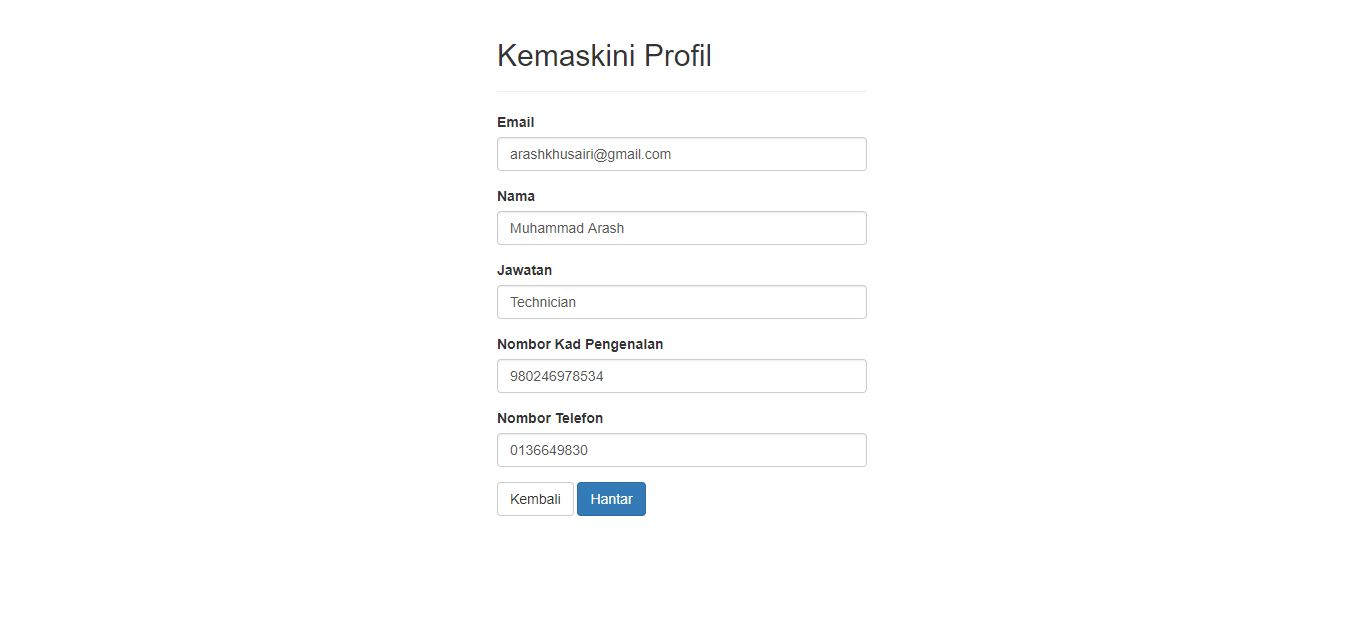 Kemaskini Profil
Email
arashkhusairi@gmail.com
Nama
Muhammad Arash
Jawatan
Technician
Nombor Kad Pengenalan
980246978534
Nombor Telefon
0136649830
Kembali Hantar